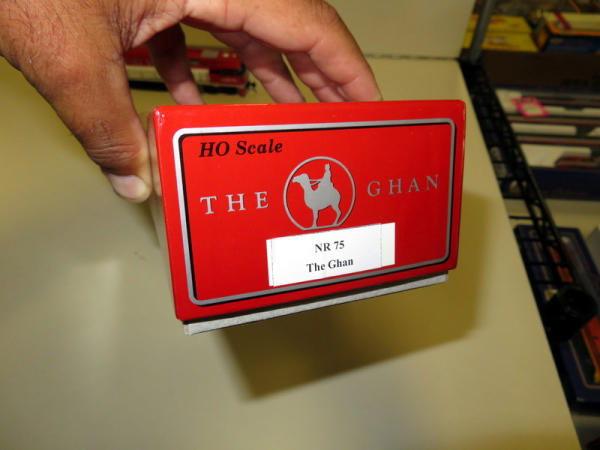 HO Scale
THE GHAN
NR 75
The Ghan